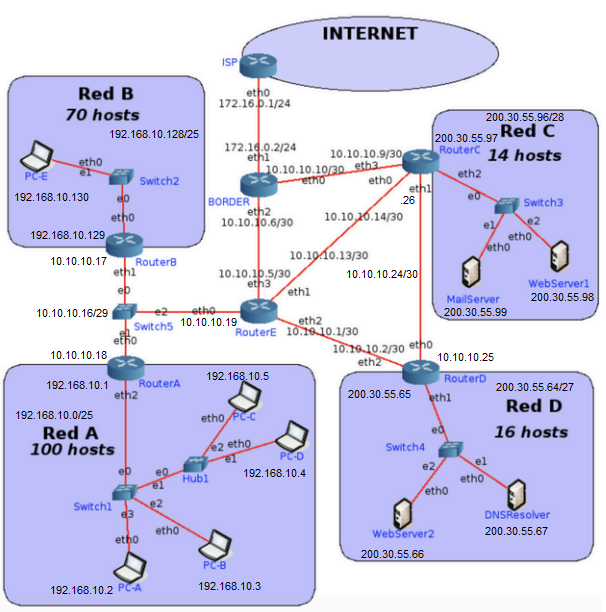 INTERNET
ISP
eth0
172.16.0.1/24
Red B
70 hosts
192.168.10.128/25
eth0
e1
PC-E
Switch2
192.168.10.130
e0
eth0
192.168.10.129
RouterB
10.10.10.17
eth1
172.16.0.2/24
eth1
BORDER
10.10.10.10/30
eth0
eth2
10.10.10.6/30
10.10.10.9/30
eth3
eth0
200.30.55.96/28
200.30.55.97
Red C
RouterC
14 hosts
eth2
eth1
.26
e0
Switch3
e1
e2
eth0
eth0
WebServer1
200.30.55.98
MailServer
200.30.55.99
10.10.10.14/30
10.10.10.13/30
10.10.10.24/30
10.10.10.5/30
eth3
eth1
e0
10.10.10.16/29
e2
eth0
10.10.10.19
Switch5
RouterE
eth2
10.10.10.1/30
10.10.10.2/30
eth2
eth0
10.10.10.25
e1
eth0
10.10.10.18
192.168.10.1
RouterA
eth2
192.168.10.0/25
Red A
100 hosts
192.168.10.5
PC-C
eth0
eth0
e2
e1
PC-D
192.168.10.4
Hub1
e0
e0
e1
Switch1
e2
e3
eth0
eth0
PC-B
192.168.10.3
PC-A
192.168.10.2
RouterD
200.30.55.65
eth1
200.30.55.64/27
Red D
16 hosts
e0
Switch4
e2
e1
eth0
eth0
DNSResolver
200.30.55.67
WebServer2
200.30.55.66